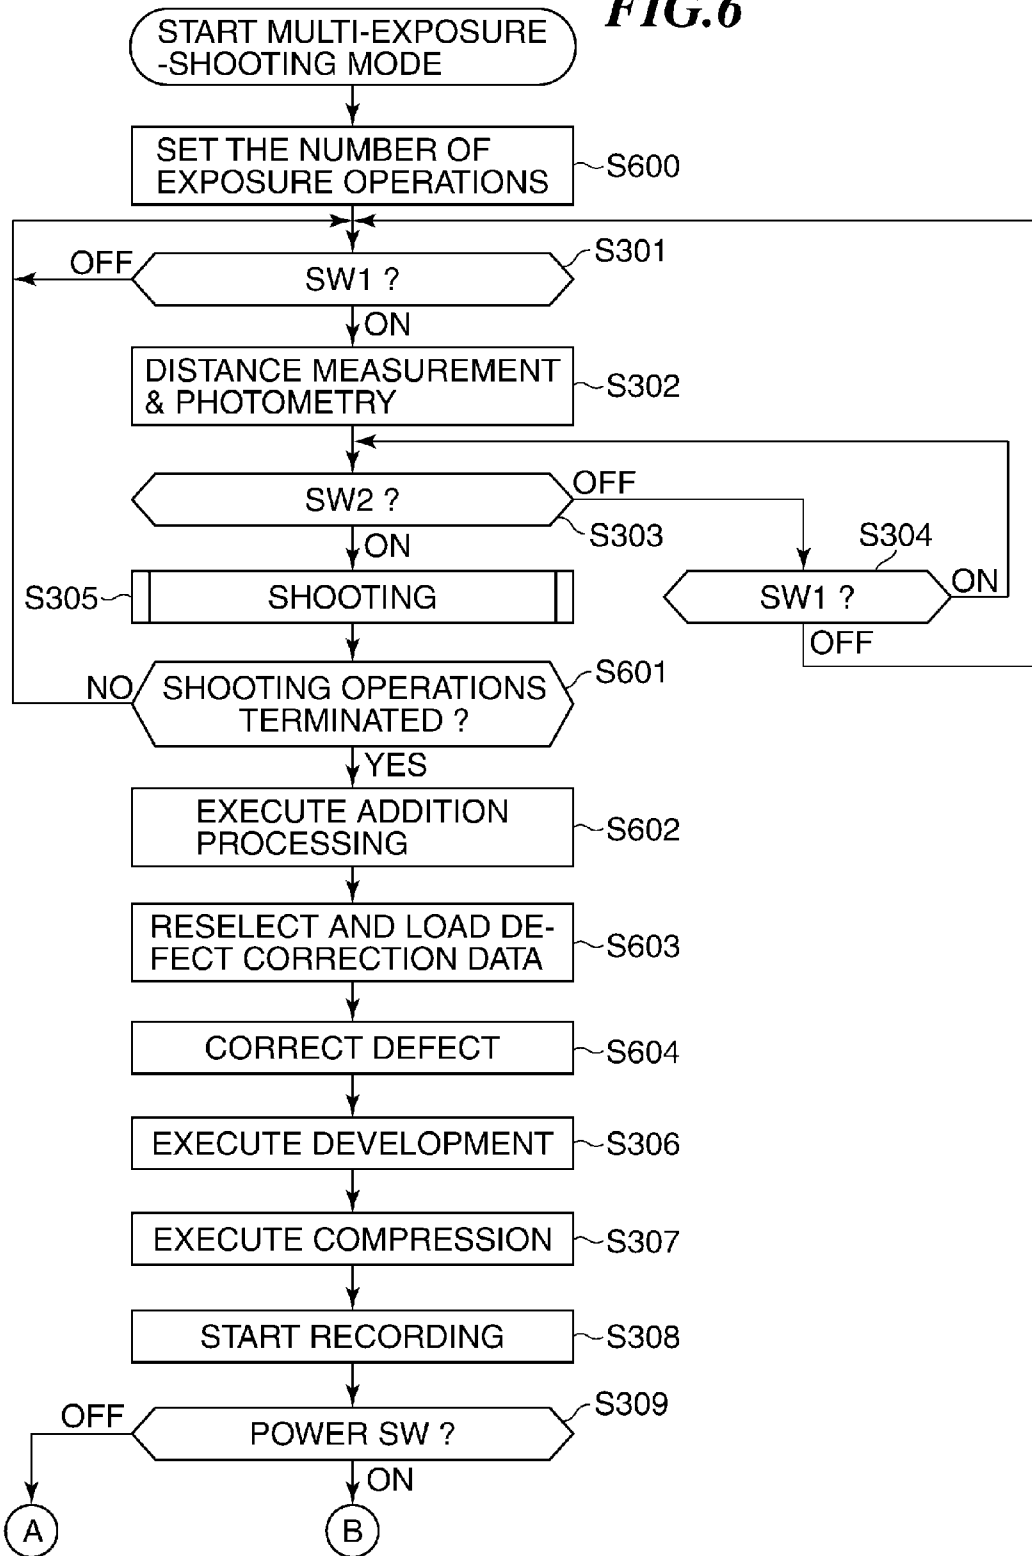 FIG.6
START MULTI-EXPOSURE
-SHOOTING MODE
SET THE NUMBER OF
EXPOSURE OPERATIONS
S600
OFF
SW1 ?
S301
ON
DISTANCE MEASUREMENT
& PHOTOMETRY
S302
SW2 ?
OFF
S303
ON
S304
SW1 ?
ON
OFF
S305
SHOOTING
NO
SHOOTING OPERATIONS
TERMINATED ?
S601
YES
EXECUTE ADDITION
PROCESSING
S602
RESELECT AND LOAD DE-
FECT CORRECTION DATA
S603
CORRECT DEFECT
S604
EXECUTE DEVELOPMENT
S306
EXECUTE COMPRESSION
S307
START RECORDING
S308
OFF
POWER SW ?
S309
ON
A
B